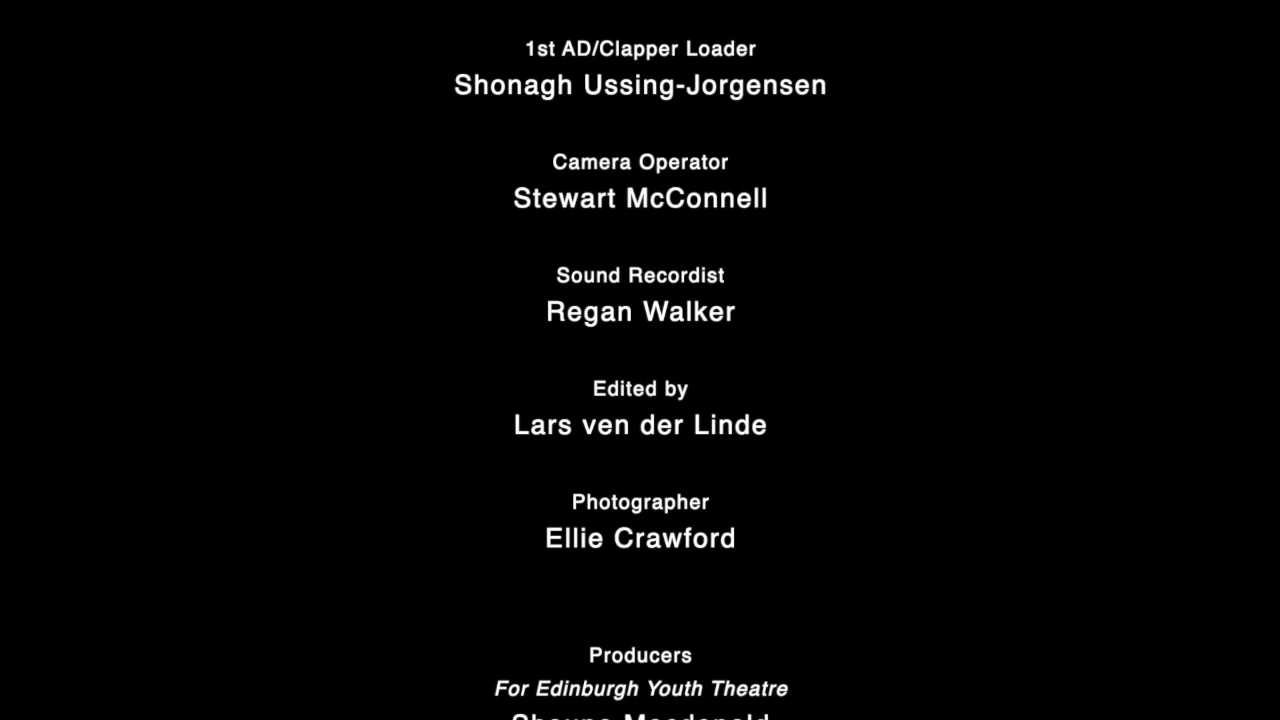 1st AD/Clapper Loader
Shonagh Ussing-Jorgensen
Camera Operator
Stewart McConnell
Sound Recordist
Regan Walker
Edited by
Lars ven der Linde
Photographer
Ellie Crawford
Producers
For Edinburgh Youth Theatre